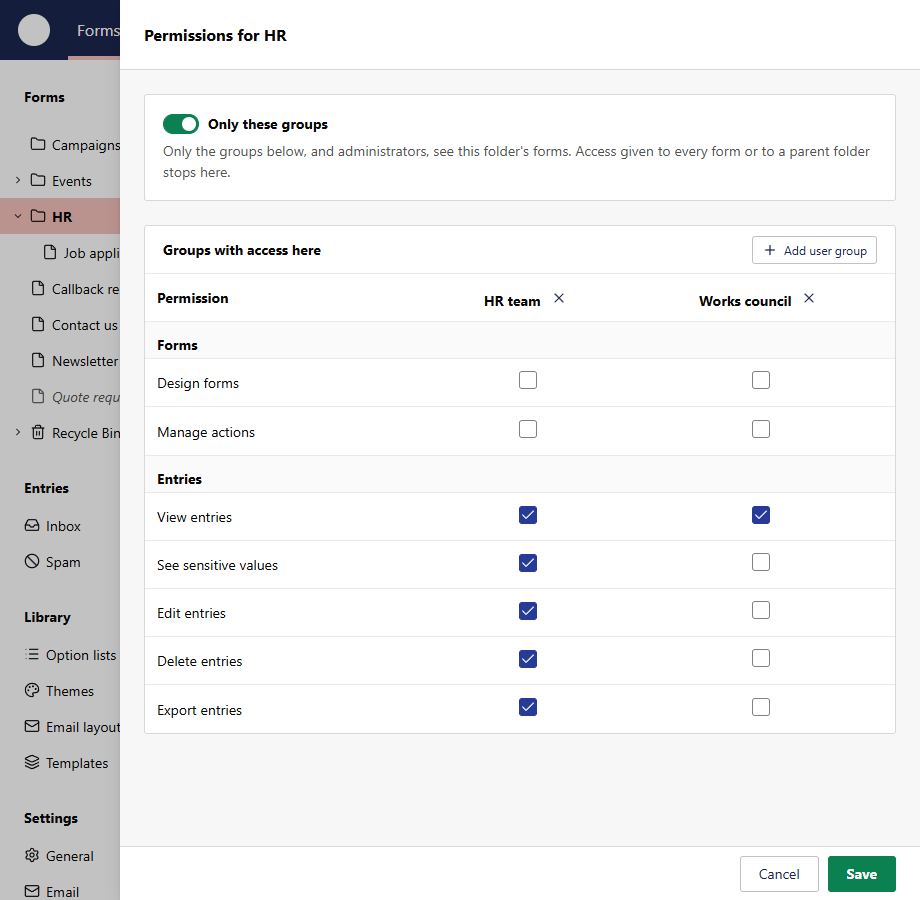 Forms
Permissions for HR
Forms
Campaigns
Events
HR
Job appli
Callback re
Contact us
Newsletter
Quote requ
Recycle Bin
Entries
Inbox
Spam
Library
Option lists
Themes
Email layout
Templates
Settings
General
Email
Only these groups
Only the groups below, and administrators, see this folder's forms. Access given to every form or to a parent folder
stops here.
Groups with access here
Add user group
Permission HR team Works council
Forms
Design forms
Manage actions
Entries
View entries
See sensitive values
Edit entries
Delete entries
Export entries
Cancel Save